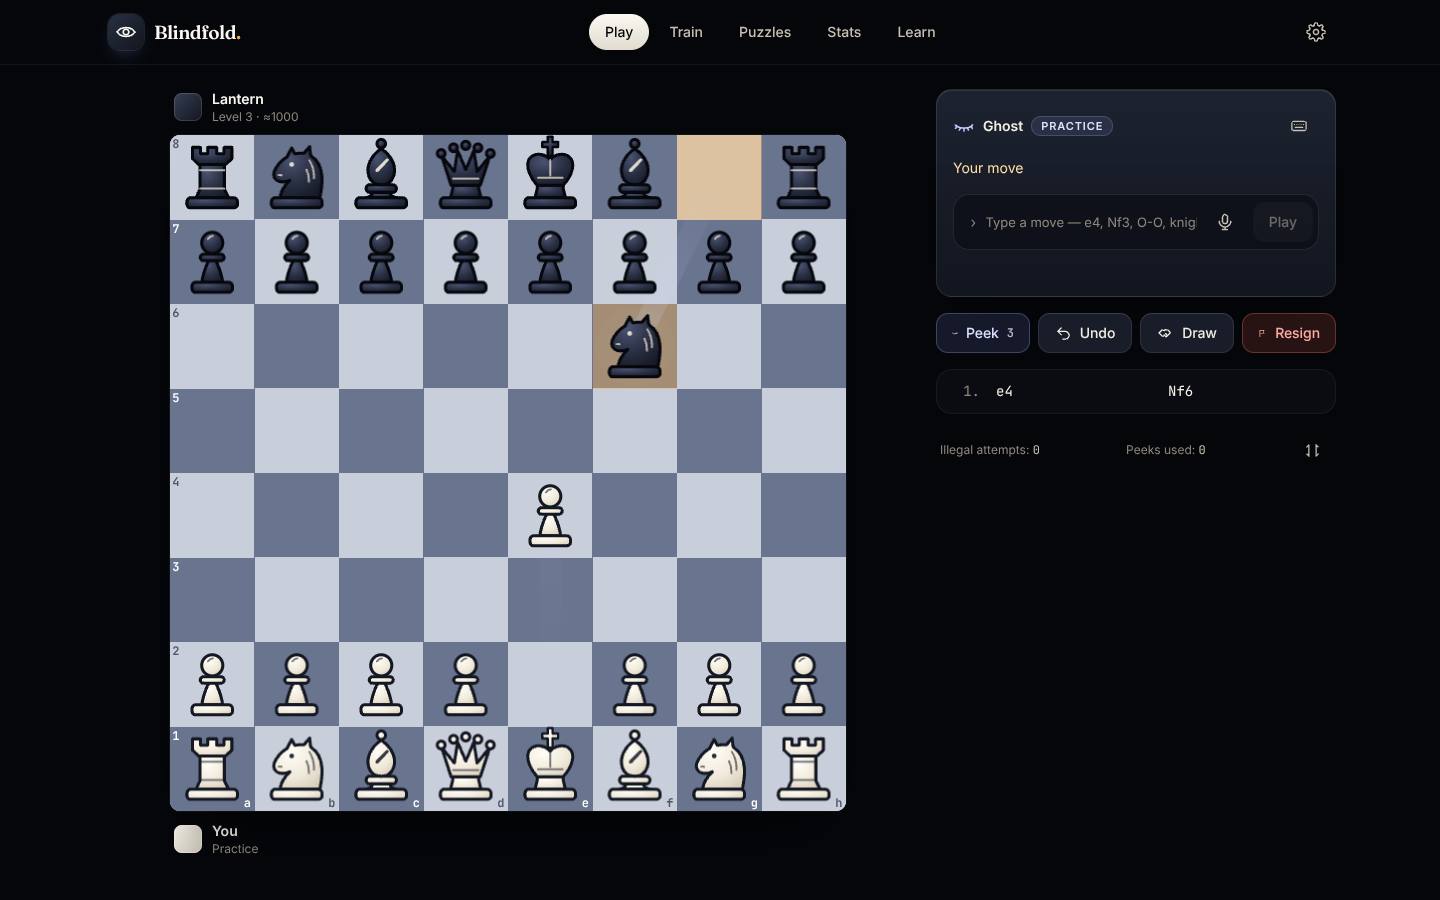 Blindfold.
Play
Train
Puzzles
Stats
Learn
Lantern
Level 3 · ≈1000
8
7
6
5
4
3
2
1
a
b
c
d
e
f
g
h
You
Practice
Ghost
PRACTICE
Your move
› Type a move — e4, Nf3, O-O, knig
Play
Peek 3
Undo
Draw
Resign
1. e4 Nf6
Illegal attempts: 0
Peeks used: 0